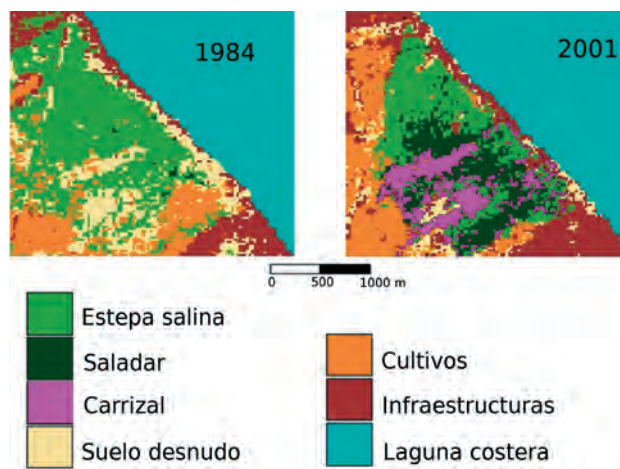 1984
2001
0 500 1000 m
Estepa salina
Saladar
Carrizal
Suelo desnudo
Cultivos
Infraestructuras
Laguna costera